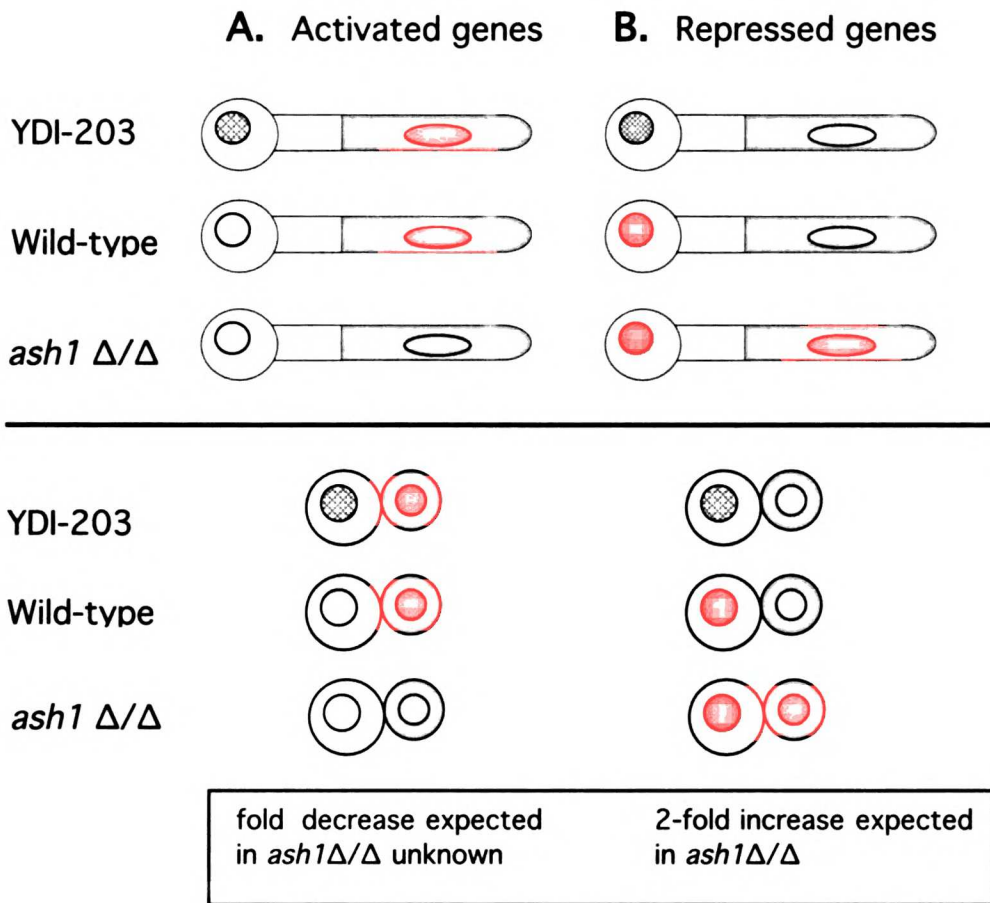 A. Activated genes
B. Repressed genes
YDI-203
Wild-type
ash1 Δ/Δ
YDI-203
Wild-type
ash1 Δ/Δ
fold decrease expected
in ash1Δ/Δ unknown
2-fold increase expected
in ash1Δ/Δ